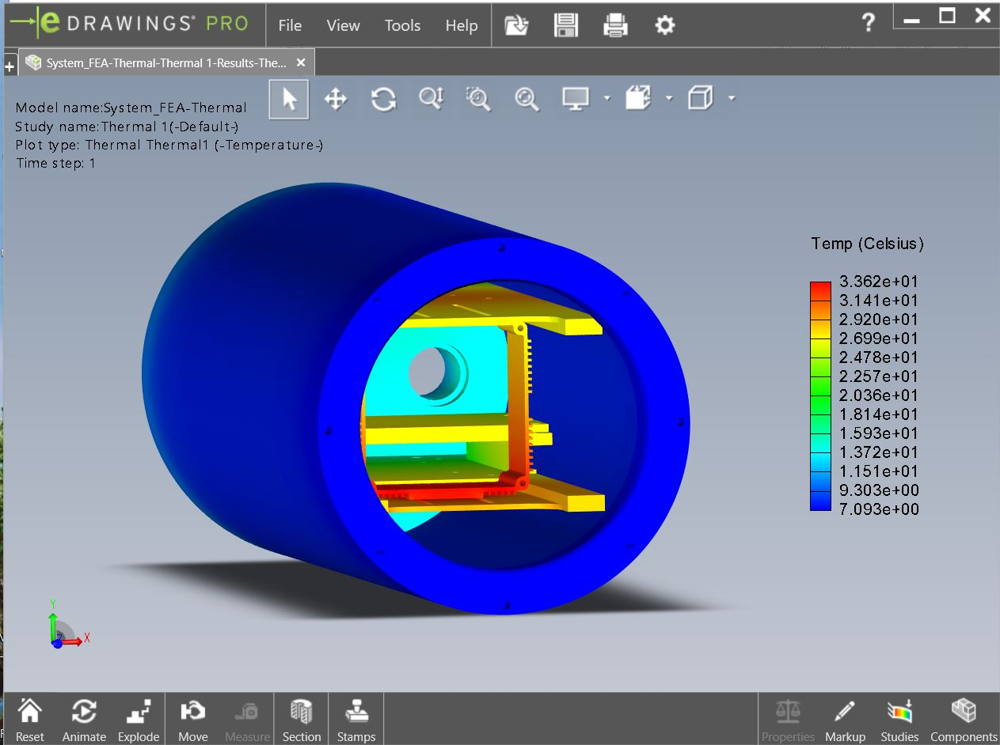 eDRAWINGS® PRO
File View Tools Help
?
System_FEA-Thermal-Thermal 1-Results-The...
Model name:System_FEA-Thermal
Study name:Thermal 1(-Default-)
Plot type: Thermal Thermal1 (-Temperature-)
Time step: 1
Temp (Celsius)
3.362e+01
3.141e+01
2.920e+01
2.699e+01
2.478e+01
2.257e+01
2.036e+01
1.814e+01
1.593e+01
1.372e+01
1.151e+01
9.303e+00
7.093e+00
Y
Z
X
Reset Animate Explode Move Measure Section Stamps Properties Markup Studies Components